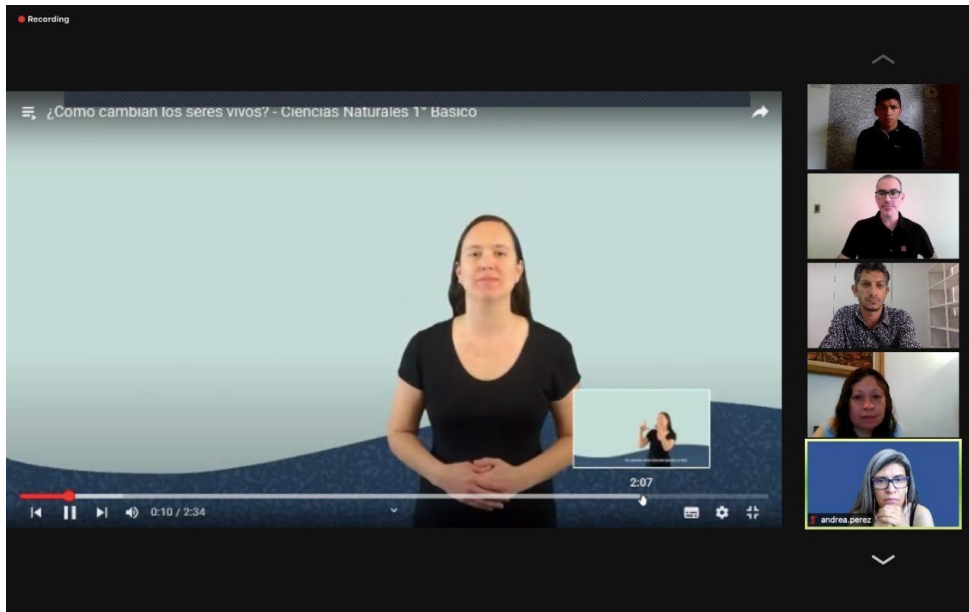 Recording
¿Como cambian los seres vivos? - Ciencias Naturales 1° Basico
2:07
0:10 / 2:34
andrea.perez